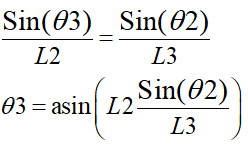 Sin(θ3)/L2 = Sin(θ2)/L3
θ3 = asin(L2 Sin(θ2)/L3)